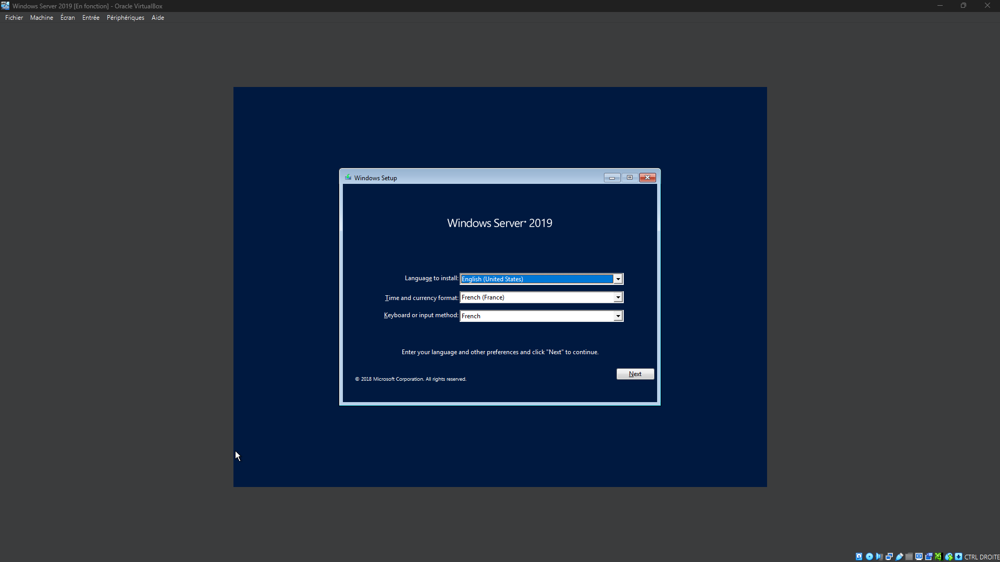 Windows Server 2019 [En fonction] - Oracle VirtualBox
Fichier Machine Écran Entrée Périphériques Aide
Windows Setup
Windows Server 2019
Language to install: English (United States)
Time and currency format: French (France)
Keyboard or input method: French
Enter your language and other preferences and click "Next" to continue.
Next
© 2018 Microsoft Corporation. All rights reserved.
CTRL DROITE